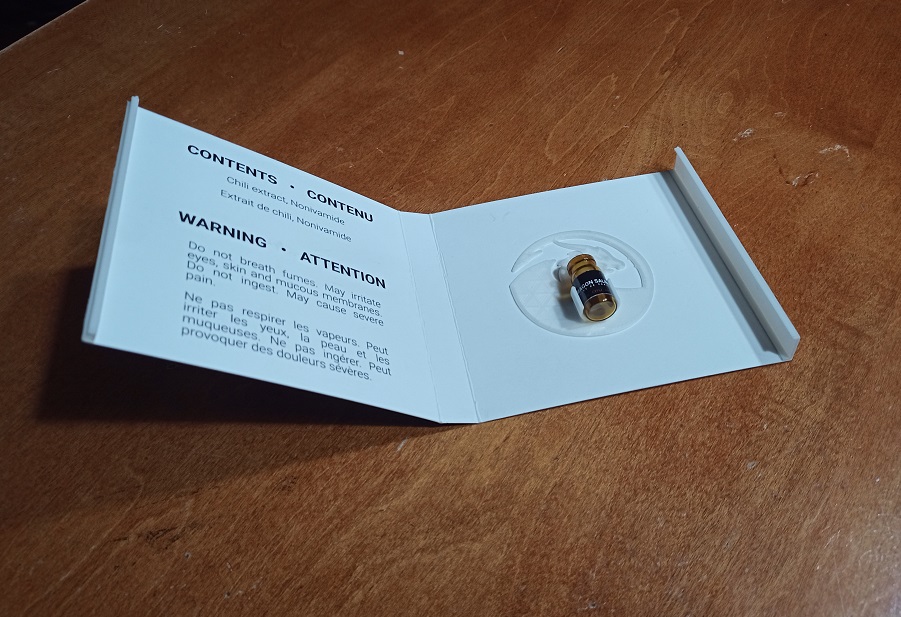 CONTENTS • CONTENU
Chili extract, Nonivamide
Extrait de chili, Nonivamide
WARNING • ATTENTION
Do not breath fumes. May irritate
eyes, skin and mucous membranes.
Do not ingest. May cause severe
pain.
Ne pas respirer les vapeurs. Peut
irriter les yeux, la peau et les
muqueuses. Ne pas ingérer. Peut
provoquer des douleurs sévères.